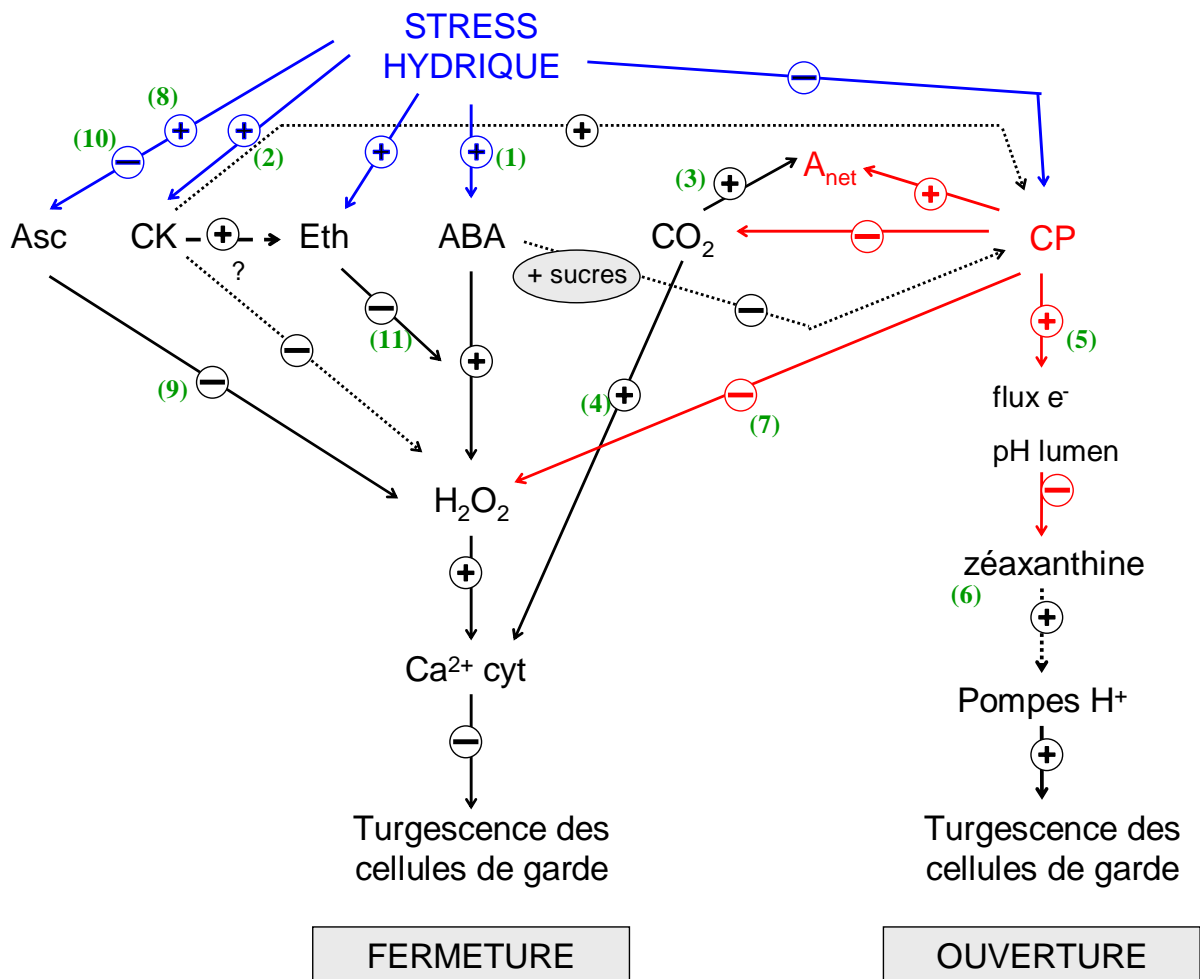 STRESS
HYDRIQUE
−
(8)
+
+
+
(10)
−
(2)
+
+
(1)
(3)
+
A_net
+
Asc
CK
+
Eth
ABA
CO₂
−
CP
?
+ sucres
−
−
+
(5)
(11)
−
+
(9)
−
(4)
+
−
(7)
flux e⁻
pH lumen
−
H₂O₂
+
zéaxanthine
(6)
+
Ca²⁺ cyt
Pompes H⁺
−
+
Turgescence des
cellules de garde
Turgescence des
cellules de garde
FERMETURE
OUVERTURE